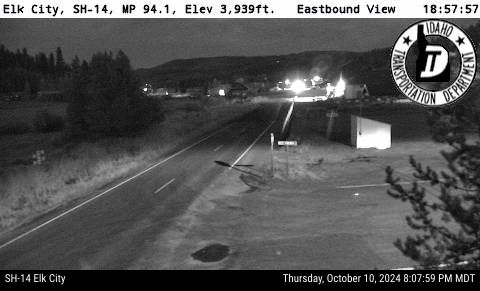 Elk City, SH-14, MP 94.1, Elev 3,939ft. Eastbound View 18:57:57
IDAHO
TRANSPORTATION DEPARTMENT
SH-14 Elk City Thursday, October 10, 2024 8:07:59 PM MDT